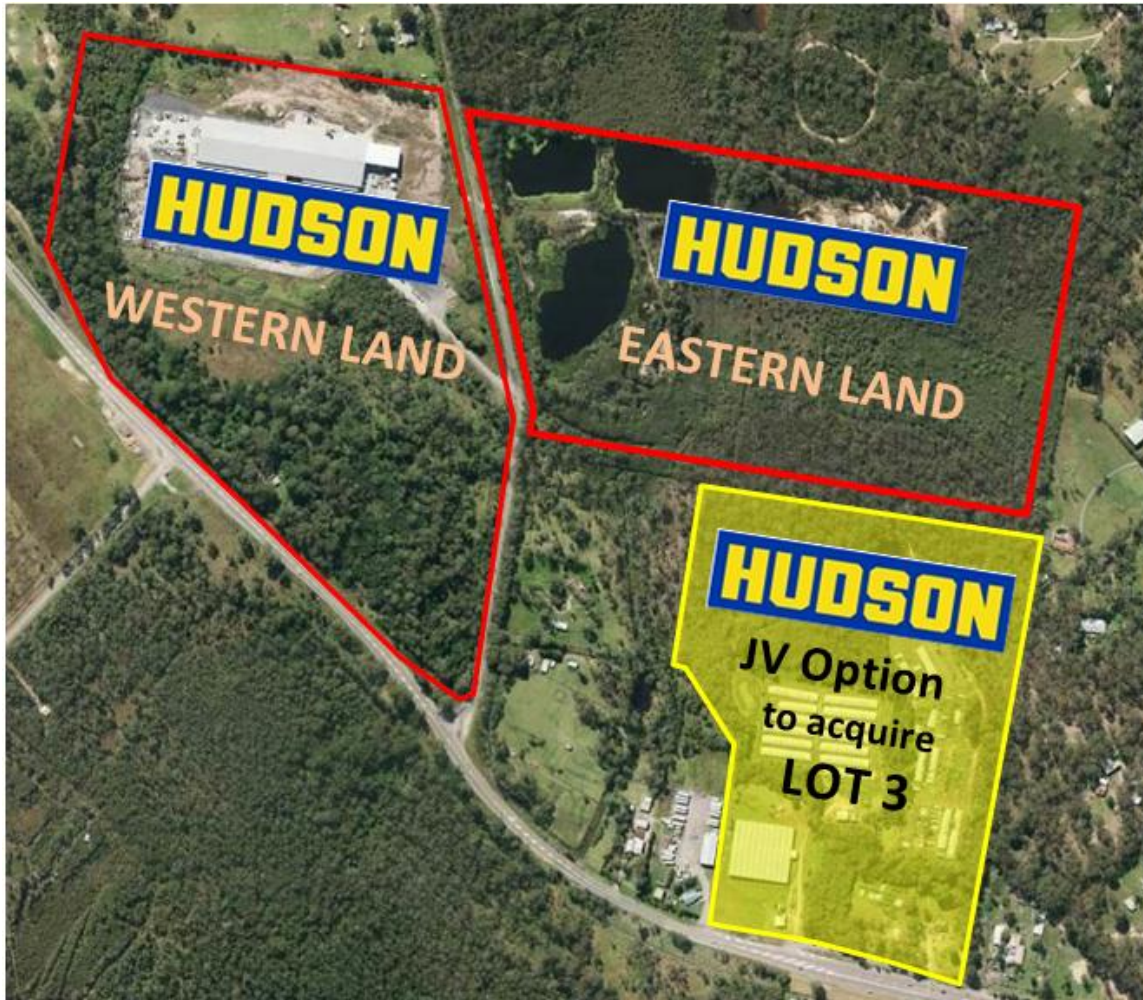 HUDSON
WESTERN LAND
HUDSON
EASTERN LAND
HUDSON
JV Option
to acquire
LOT 3